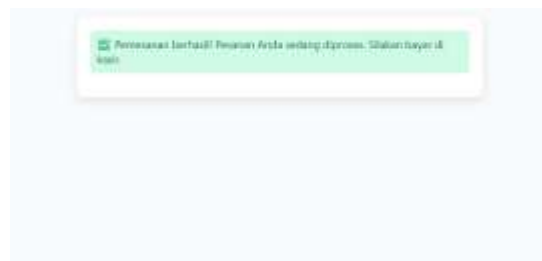 ✅ Pemesanan berhasil! Pesanan Anda sedang diproses. Silakan bayar di
kasir.